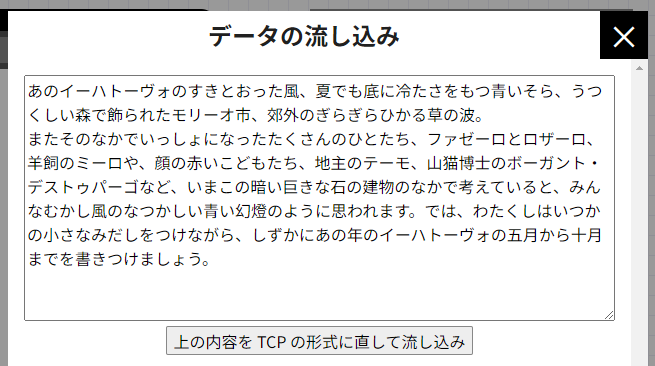 データの流し込み
あのイーハトーヴォのすきとおった風、夏でも底に冷たさをもつ青いそら、うつ
くしい森で飾られたモリーオ市、郊外のぎらぎらひかる草の波。
またそのなかでいっしょになったたくさんのひとたち、ファゼーロとロザーロ、
羊飼のミーロや、顔の赤いこどもたち、地主のテーモ、山猫博士のボーガント・
デストゥパーゴなど、いまこの暗い巨きな石の建物のなかで考えていると、みん
なむかし風のなつかしい青い幻燈のように思われます。では、わたくしはいつか
の小さなみだしをつけながら、しずかにあの年のイーハトーヴォの五月から十月
までを書きつけましょう。
上の内容を TCP の形式に直して流し込み